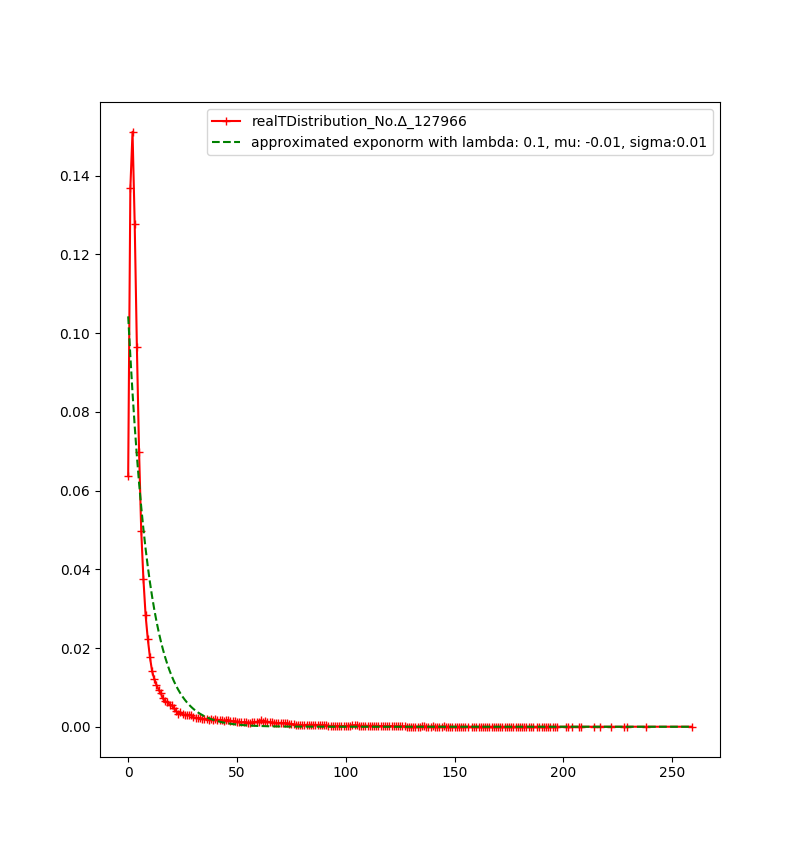 realTDistribution_No.Δ_127966
approximated exponorm with lambda: 0.1, mu: -0.01, sigma:0.01
0.14
0.12
0.10
0.08
0.06
0.04
0.02
0.00
0 50 100 150 200 250